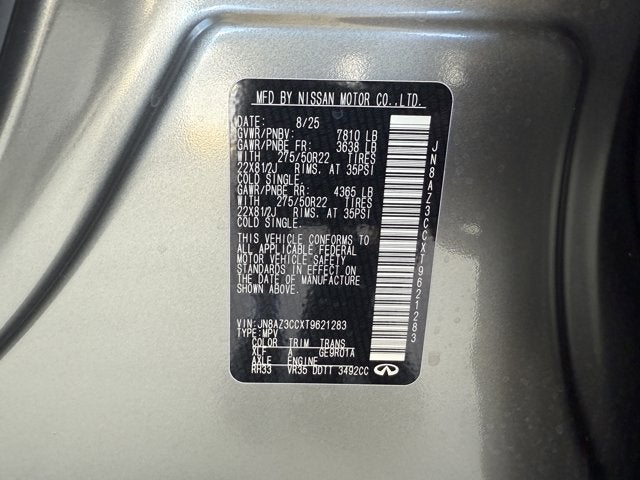 MFD BY NISSAN MOTOR CO.,LTD.
DATE: 8/25
GVWR/PNBV: 7810 LB
GAWR/PNBE FR: 3638 LB
WITH 275/50R22 TIRES
22X81/2J RIMS. AT 35PSI
COLD SINGLE.
GAWR/PNBE RR: 4365 LB
WITH 275/50R22 TIRES
22X81/2J RIMS. AT 35PSI
COLD SINGLE.
THIS VEHICLE CONFORMS TO
ALL APPLICABLE FEDERAL
MOTOR VEHICLE SAFETY
STANDARDS IN EFFECT ON
THE DATE OF MANUFACTURE
SHOWN ABOVE.
VIN:JN8AZ3CCXT9621283
TYPE:MPV
COLOR TRIM TRANS
XLF A GE9R01A
AXLE ENGINE
RH33 VR35 DDTT 3492CC
JN8AZ3CCXT9621283